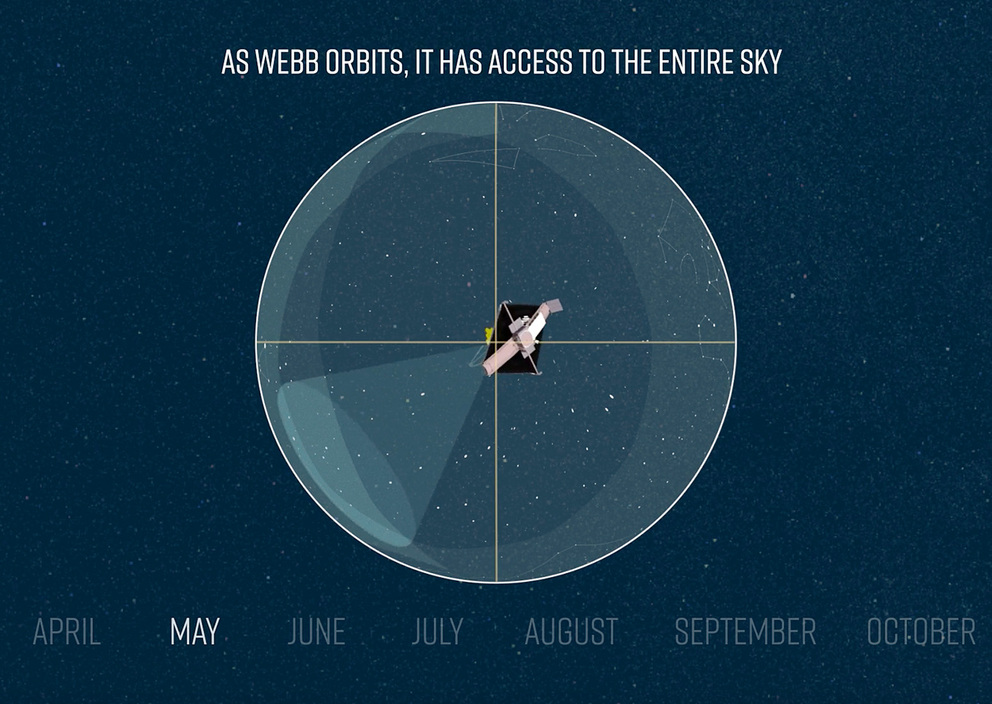 AS WEBB ORBITS, IT HAS ACCESS TO THE ENTIRE SKY
APRIL MAY JUNE JULY AUGUST SEPTEMBER OCTOBER